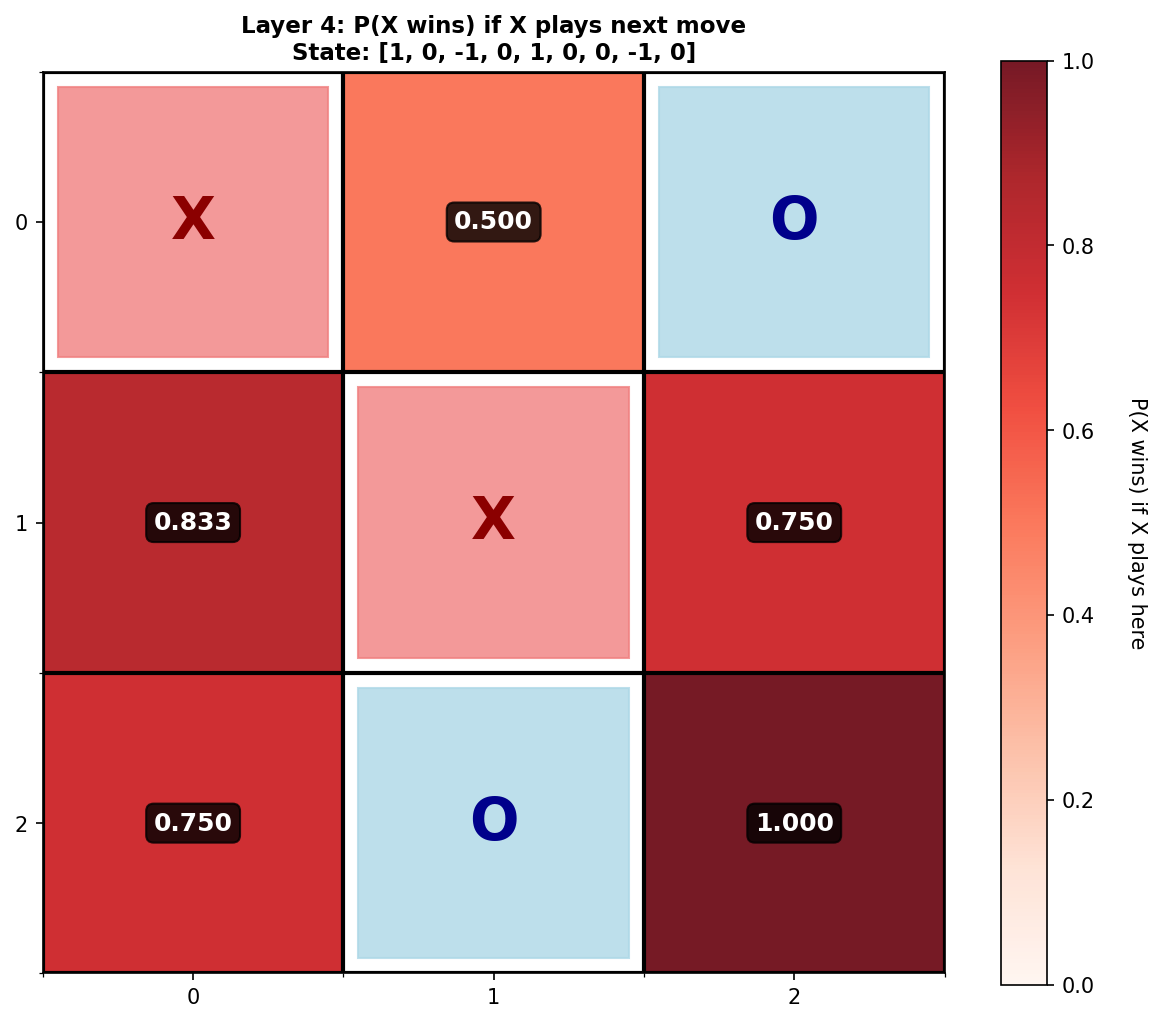 Layer 4: P(X wins) if X plays next move
State: [1, 0, -1, 0, 1, 0, 0, -1, 0]
X
0.500
O
0.833
X
0.750
0.750
O
1.000
0
1
2
0
1
2
1.0
0.8
0.6
0.4
0.2
0.0
P(X wins) if X plays here